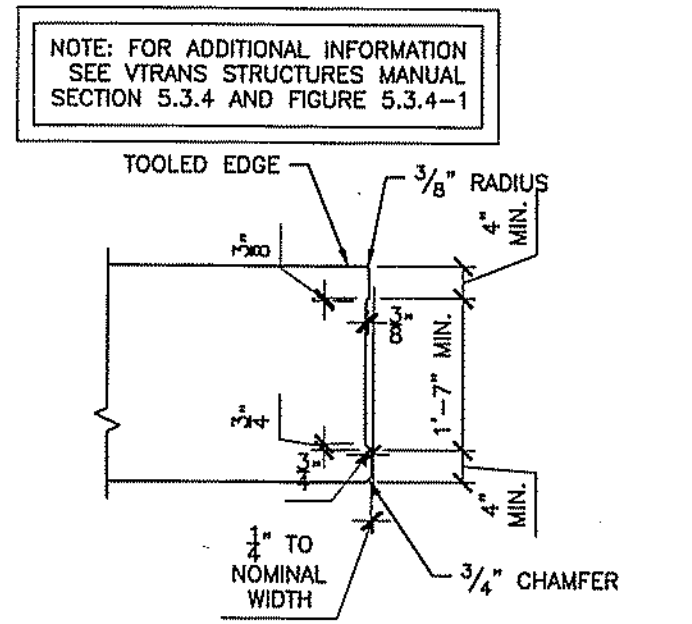 NOTE: FOR ADDITIONAL INFORMATION
SEE VTRANS STRUCTURES MANUAL
SECTION 5.3.4 AND FIGURE 5.3.4-1
TOOLED EDGE
3/8" RADIUS
4" MIN.
3/8"
3/8"
1'-7" MIN.
3/4"
3/4"
4" MIN.
1/4" TO
NOMINAL
WIDTH
3/4" CHAMFER